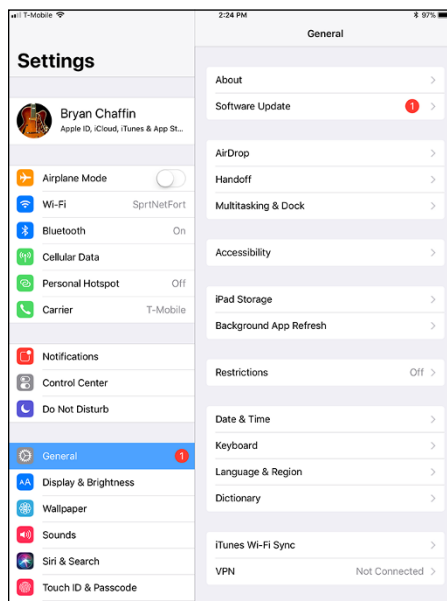 T-Mobile
2:24 PM
97%
Settings
Bryan Chaffin
Apple ID, iCloud, iTunes & App St...
Airplane Mode
Wi-Fi SprtNetFort
Bluetooth On
Cellular Data
Personal Hotspot Off
Carrier T-Mobile
Notifications
Control Center
Do Not Disturb
General 1
AA Display & Brightness
Wallpaper
Sounds
Siri & Search
Touch ID & Passcode
General
About
Software Update 1
AirDrop
Handoff
Multitasking & Dock
Accessibility
iPad Storage
Background App Refresh
Restrictions Off
Date & Time
Keyboard
Language & Region
Dictionary
iTunes Wi-Fi Sync
VPN Not Connected